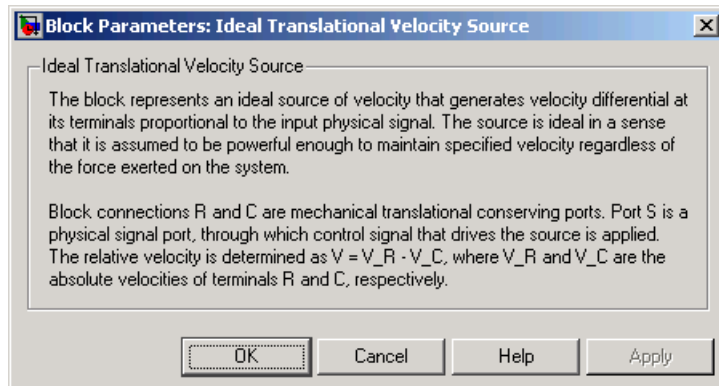 Block Parameters: Ideal Translational Velocity Source
Ideal Translational Velocity Source
The block represents an ideal source of velocity that generates velocity differential at
its terminals proportional to the input physical signal. The source is ideal in a sense
that it is assumed to be powerful enough to maintain specified velocity regardless of
the force exerted on the system.
Block connections R and C are mechanical translational conserving ports. Port S is a
physical signal port, through which control signal that drives the source is applied.
The relative velocity is determined as V = V_R - V_C, where V_R and V_C are the
absolute velocities of terminals R and C, respectively.
OK Cancel Help Apply